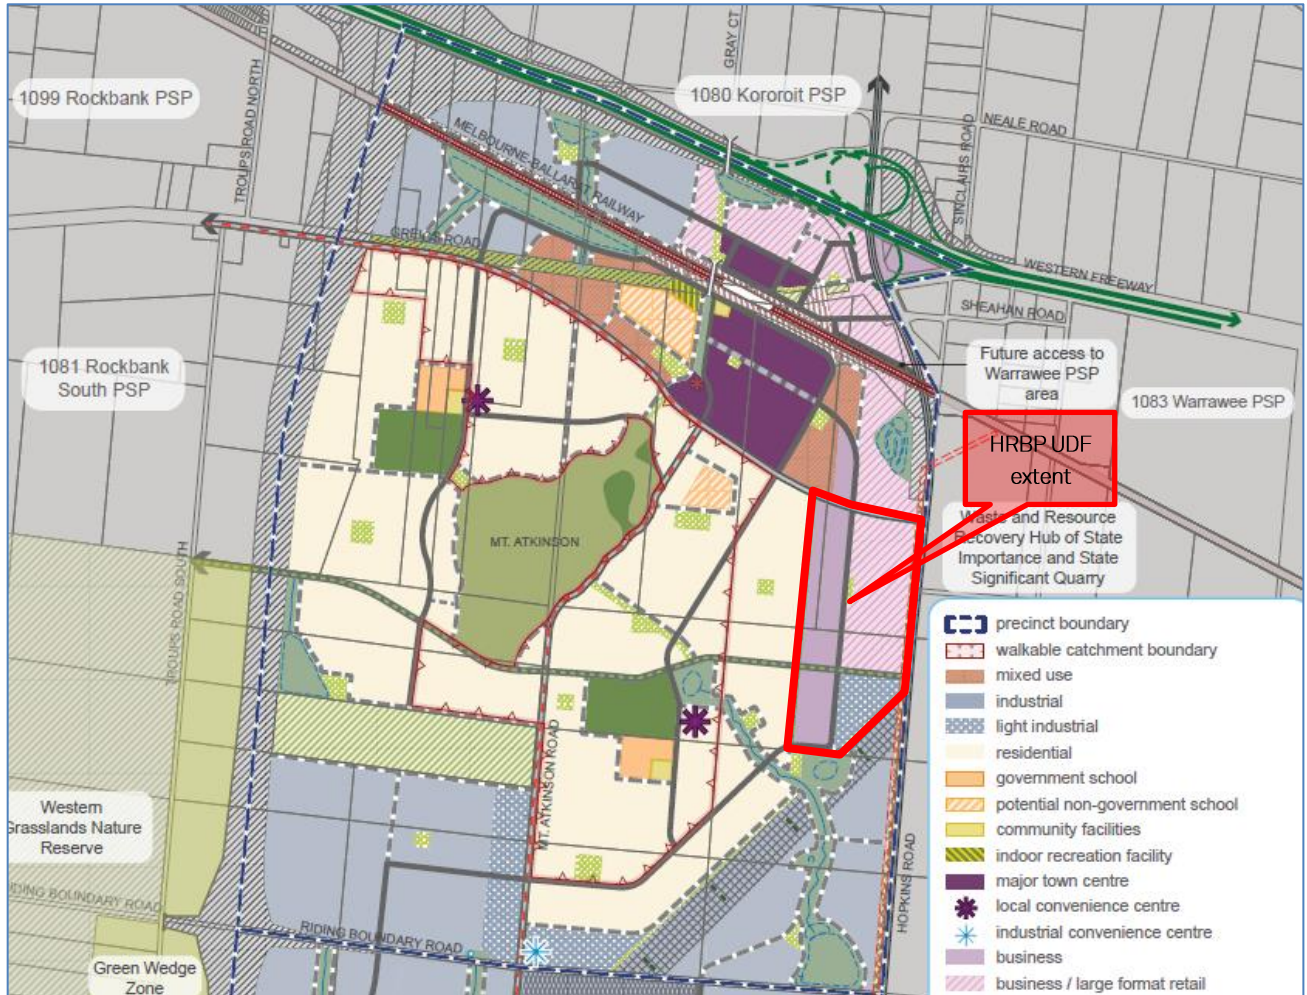 1099 Rockbank PSP
TROUPS ROAD NORTH
MELBOURNE-BALLARAT RAILWAY
GREIGS ROAD
GRAY CT
1080 Kororoit PSP
NEALE ROAD
SINCLAIRS ROAD
WESTERN FREEWAY
SHEAHAN ROAD
Future access to
Warrawee PSP
area
1083 Warrawee PSP
1081 Rockbank
South PSP
HRBP UDF
extent
Waste and Resource
Recovery Hub of State
Importance and State
Significant Quarry
MT. ATKINSON
TROUPS ROAD SOUTH
MT. ATKINSON ROAD
HOPKINS ROAD
Western
Grasslands Nature
Reserve
RIDING BOUNDARY ROAD
RIDING BOUNDARY ROAD
Green Wedge
Zone
precinct boundary
walkable catchment boundary
mixed use
industrial
light industrial
residential
government school
potential non-government school
community facilities
indoor recreation facility
major town centre
local convenience centre
industrial convenience centre
business
business / large format retail